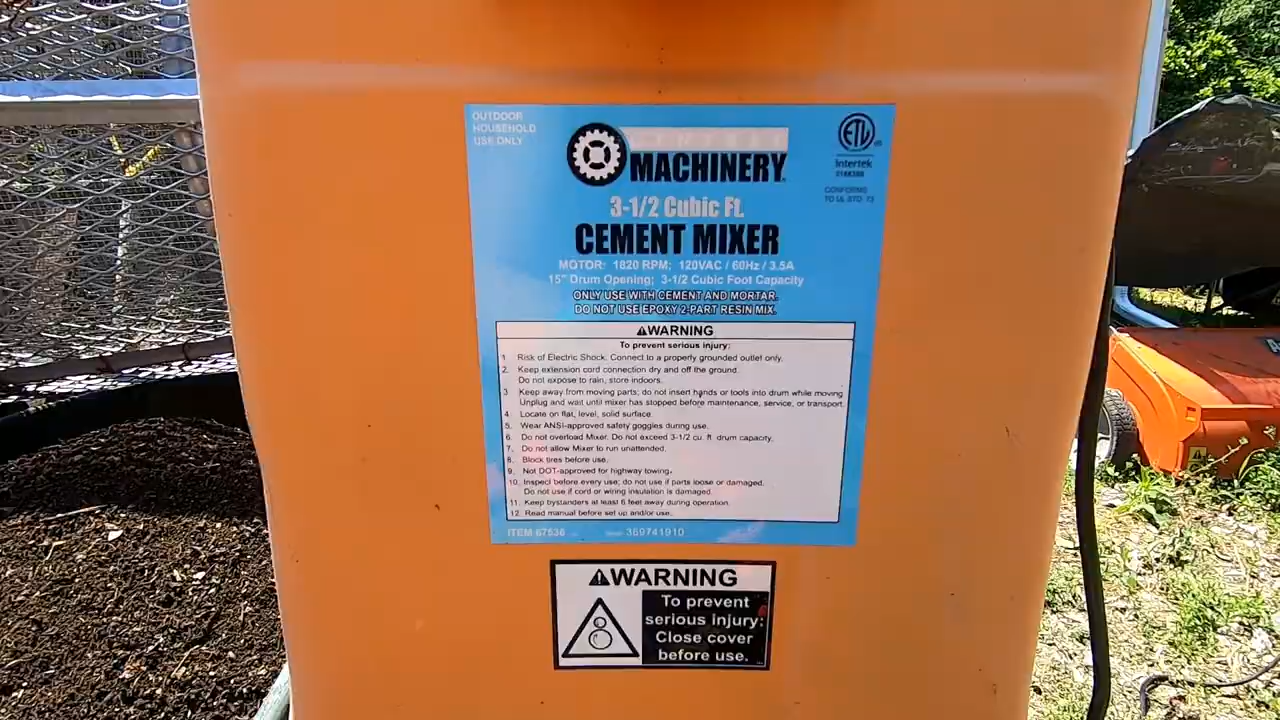 OUTDOOR
HOUSEHOLD
USE ONLY
MACHINERY
ETL
Intertek
CONFORMS
TO UL STD. 73
3-1/2 Cubic Ft.
CEMENT MIXER
MOTOR: 1820 RPM; 120VAC / 60Hz / 3.5A
15" Drum Opening; 3-1/2 Cubic Foot Capacity
ONLY USE WITH CEMENT AND MORTAR.
DO NOT USE EPOXY 2-PART RESIN MIX.
WARNING
To prevent serious injury:
1. Risk of Electric Shock. Connect to a properly grounded outlet only.
2. Keep extension cord connection dry and off the ground.
Do not expose to rain, store indoors.
3. Keep away from moving parts; do not insert hands or tools into drum while moving
Unplug and wait until mixer has stopped before maintenance, service, or transport.
4. Locate on flat, level, solid surface.
5. Wear ANSI-approved safety goggles during use.
6. Do not overload Mixer. Do not exceed 3-1/2 cu. ft. drum capacity.
7. Do not allow Mixer to run unattended.
8. Block tires before use.
9. Not DOT-approved for highway towing.
10. Inspect before every use; do not use if parts loose or damaged.
Do not use if cord or wiring insulation is damaged.
11. Keep bystanders at least 6 feet away during operation.
12. Read manual before set up and/or use.
ITEM 67536
369741910
WARNING
To prevent
serious injury:
Close cover
before use.